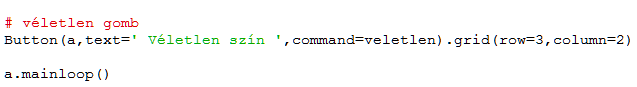 # véletlen gomb
Button(a,text=' Véletlen szín ',command=veletlen).grid(row=3,column=2)
a.mainloop()